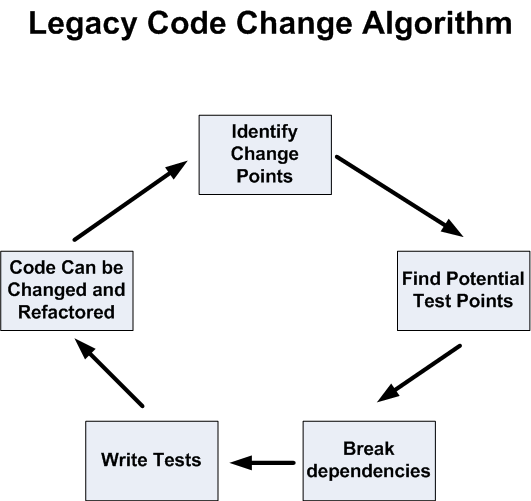 Legacy Code Change Algorithm
Identify
Change
Points
Find Potential
Test Points
Break
dependencies
Write Tests
Code Can be
Changed and
Refactored